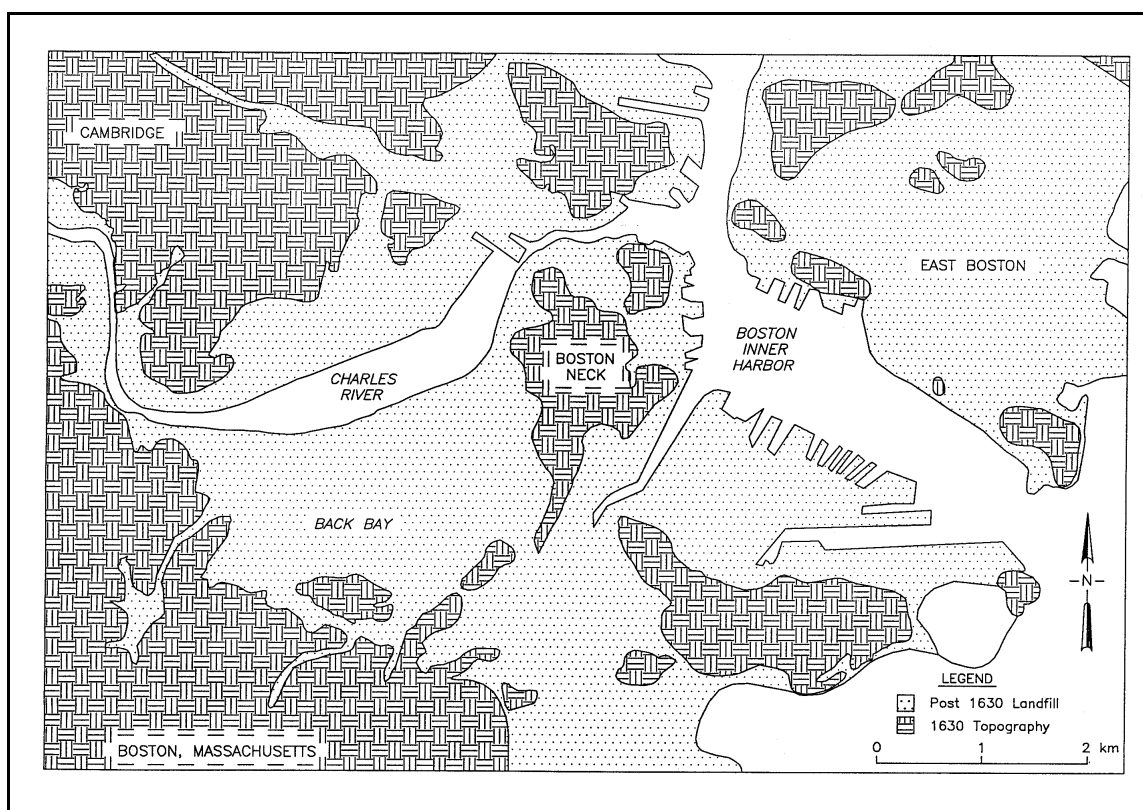 CAMBRIDGE
EAST BOSTON
BOSTON
INNER
HARBOR
BOSTON
NECK
CHARLES
RIVER
BACK BAY
N
LEGEND
Post 1630 Landfill
1630 Topography
BOSTON, MASSACHUSETTS
0 1 2 km